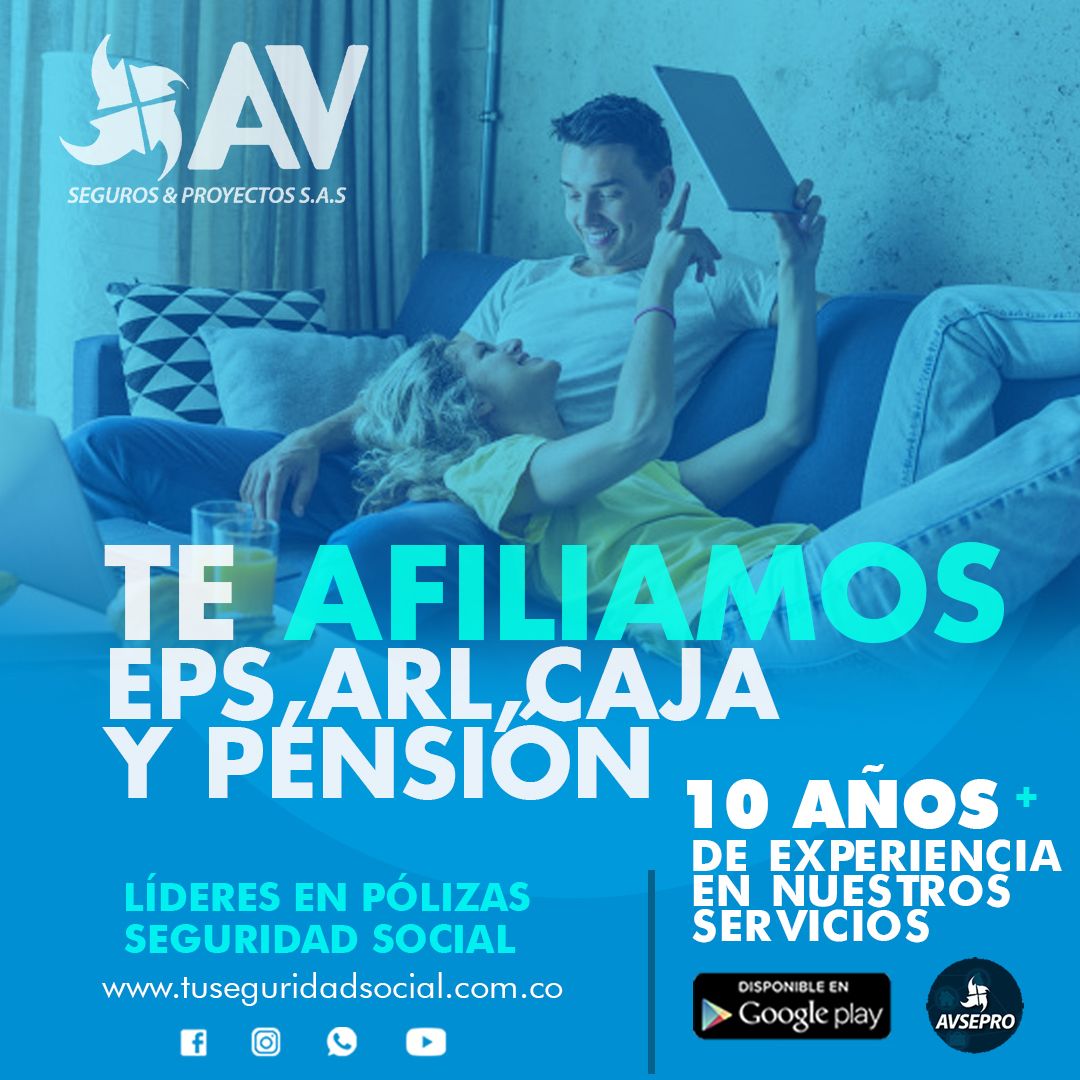 AV
SEGUROS & PROYECTOS S.A.S
TE AFILIAMOS
EPS,ARL,CAJA
Y PENSIÓN
10 AÑOS +
DE EXPERIENCIA
EN NUESTROS
SERVICIOS
LÍDERES EN PÓLIZAS
SEGURIDAD SOCIAL
www.tuseguridadsocial.com.co
DISPONIBLE EN
Google play
AVSEPRO